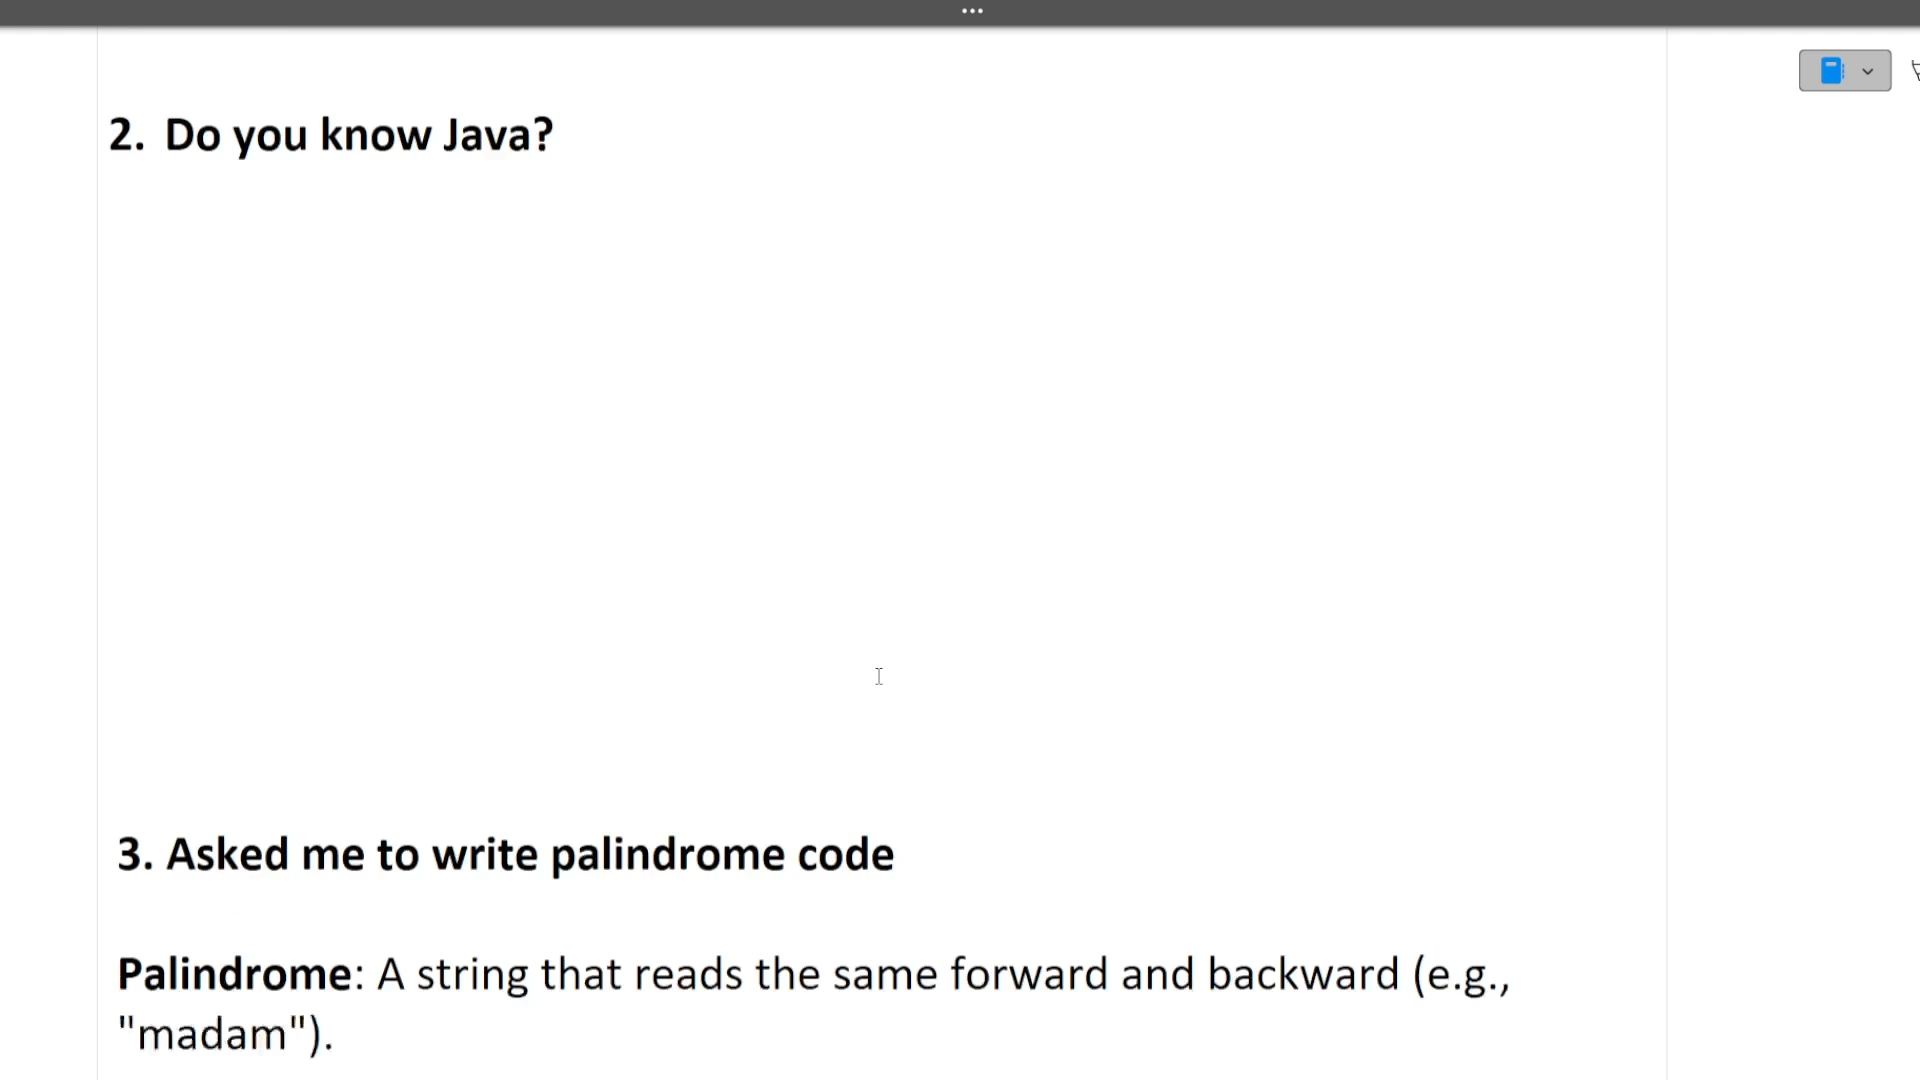 2. Do you know Java?
3. Asked me to write palindrome code
Palindrome: A string that reads the same forward and backward (e.g.,
"madam").